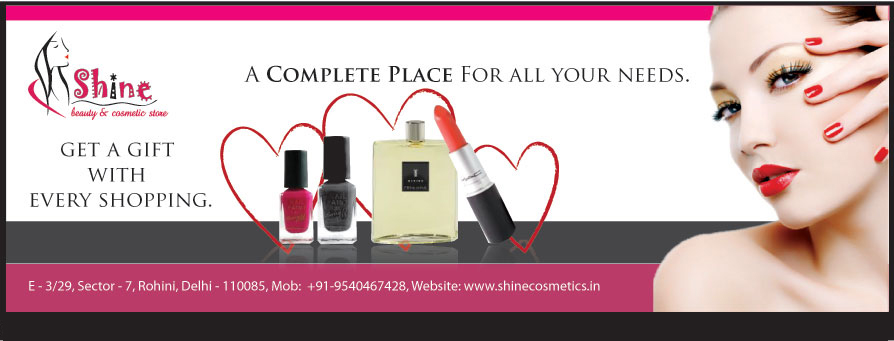 Shine
beauty & cosmetic store
A COMPLETE PLACE FOR ALL YOUR NEEDS.
GET A GIFT
WITH
EVERY SHOPPING.
E - 3/29, Sector - 7, Rohini, Delhi - 110085, Mob: +91-9540467428, Website: www.shinecosmetics.in